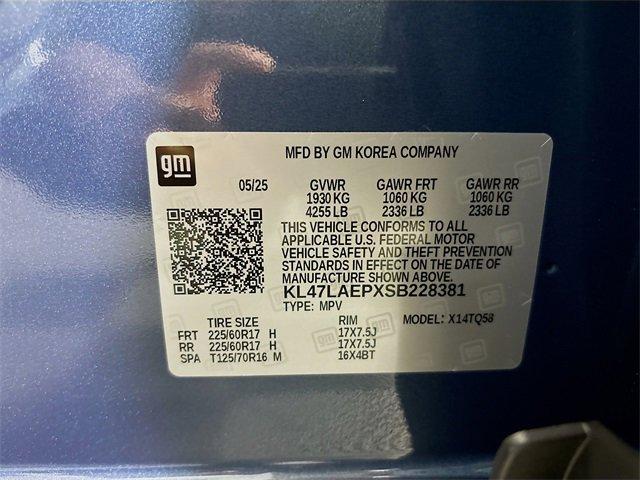 gm
MFD BY GM KOREA COMPANY
05/25 GVWR GAWR FRT GAWR RR
1930 KG 1060 KG 1060 KG
4255 LB 2336 LB 2336 LB
THIS VEHICLE CONFORMS TO ALL
APPLICABLE U.S. FEDERAL MOTOR
VEHICLE SAFETY AND THEFT PREVENTION
STANDARDS IN EFFECT ON THE DATE OF
MANUFACTURE SHOWN ABOVE.
KL47LAEPXSB228381
TYPE: MPV
TIRE SIZE RIM MODEL: X14TQ58
FRT 225/60R17 H 17X7.5J
RR 225/60R17 H 17X7.5J
SPA T125/70R16 M 16X4BT